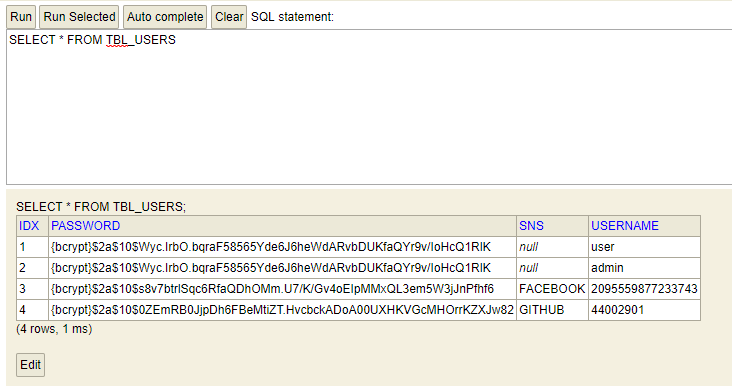 Run Run Selected Auto complete Clear SQL statement:
SELECT * FROM TBL_USERS
SELECT * FROM TBL_USERS;
IDX PASSWORD SNS USERNAME
1 {bcrypt}$2a$10$Wyc.IrbO.bqraF58565Yde6J6heWdARvbDUKfaQYr9v/IoHcQ1RlK null user
2 {bcrypt}$2a$10$Wyc.IrbO.bqraF58565Yde6J6heWdARvbDUKfaQYr9v/IoHcQ1RlK null admin
3 {bcrypt}$2a$10$s8v7btrlSqc6RfaQDhOMm.U7/K/Gv4oEIpMMxQL3em5W3jJnPfhf6 FACEBOOK 2095559877233743
4 {bcrypt}$2a$10$0ZEmRB0JjpDh6FBeMtiZT.HvcbckADoA00UXHKVGcMHOrrKZXJw82 GITHUB 44002901
(4 rows, 1 ms)
Edit